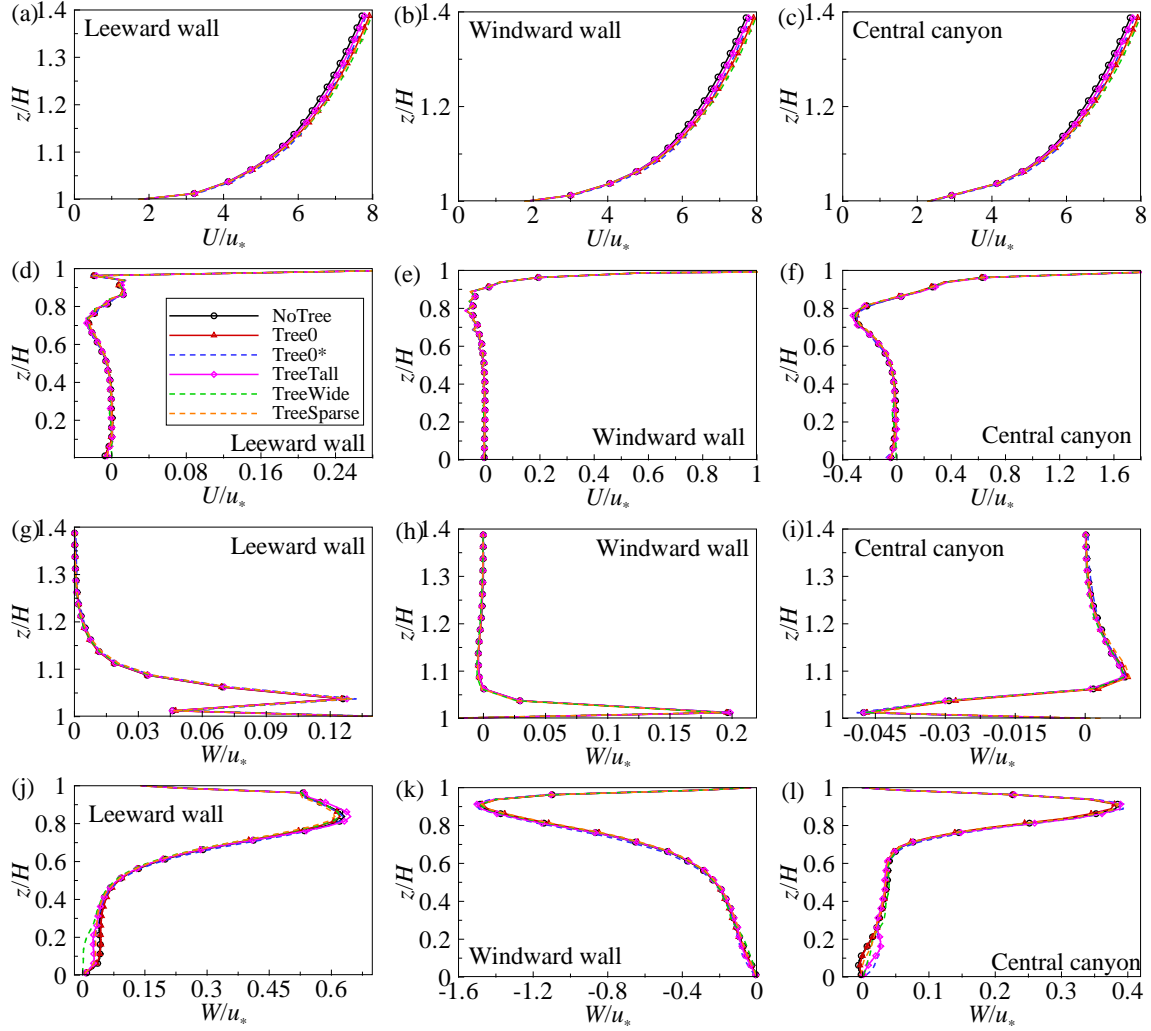 (a) Leeward wall
1.4
1.3
1.2
1.1
1
z/H
0 2 4 6 8
U/u*
(b) Windward wall
1.4
1.3
1.2
1.1
1
z/H
0 2 4 6 8
U/u*
(c) Central canyon
1.4
1.2
1
z/H
0 2 4 6 8
U/u*
(d)
1
0.8
0.6
0.4
0.2
z/H
NoTree
Tree0
Tree0*
TreeTall
TreeWide
TreeSparse
Leeward wall
0 0.08 0.16 0.24
U/u*
(e)
1
0.8
0.6
0.4
0.2
0
z/H
Windward wall
0 0.2 0.4 0.6 0.8 1
U/u*
(f)
1
0.8
0.6
0.4
0.2
0
z/H
Central canyon
-0.4 0 0.4 0.8 1.2 1.6
U/u*
(g) Leeward wall
1.4
1.3
1.2
1.1
1
z/H
0 0.03 0.06 0.09 0.12
W/u*
(h) Windward wall
1.4
1.3
1.2
1.1
1
z/H
0 0.05 0.1 0.15 0.2
W/u*
(i) Central canyon
1.4
1.3
1.2
1.1
1
z/H
-0.045 -0.03 -0.015 0
W/u*
(j) Leeward wall
1
0.8
0.6
0.4
0.2
0
z/H
0 0.15 0.3 0.45 0.6
W/u*
(k)
1
0.8
0.6
0.4
0.2
0
z/H
Windward wall
-1.6 -1.2 -0.8 -0.4 0
W/u*
(l)
1
0.8
0.6
0.4
0.2
0
z/H
Central canyon
0 0.1 0.2 0.3 0.4
W/u*